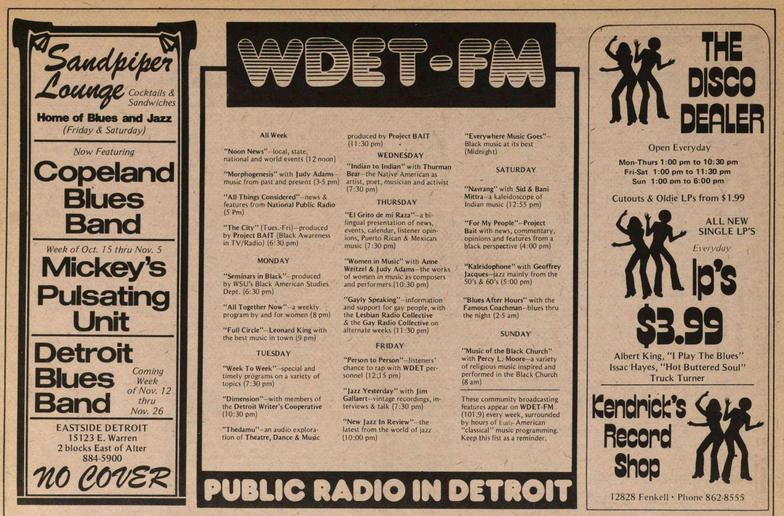 Sandpiper
Lounge
Cocktails &
Sandwiches
Home of Blues and Jazz
(Friday & Saturday)
Now Featuring
Copeland
Blues
Band
Week of Oct. 15 thru Nov. 5
Mickey's
Pulsating
Unit
Detroit
Blues
Band
Coming
Week
of Nov. 12
thru
Nov. 26
EASTSIDE DETROIT
15123 E. Warren
2 blocks East of Alter
884-5900
NO COVER
WDET-FM
All Week
"Noon News"—local, state,
national and world events (12 noon)
"Morphogenesis" with Judy Adams—
music from past and present (3-5 pm)
"All Things Considered"—news &
features from National Public Radio
(5 Pm)
"The City" (Tues.-Fri)—produced
by Project BAIT (Black Awareness
in TV/Radio) (6:30 pm)
MONDAY
"Seminars in Black"—produced
by WSU's Black American Studies
Dept. (6:30 pm)
"All Together Now"—a weekly
program by and for women (8 pm)
"Full Circle"—Leonard King with
the best music in town (9 pm)
TUESDAY
"Week To Week"—special and
timely programs on a variety of
topics (7:30 pm)
"Dimension"—with members of
the Detroit Writer's Cooperative
(10:30 pm)
"Thedamu"—an audio explora-
tion of Theatre, Dance & Music
produced by Project BAIT
(11:30 pm)
WEDNESDAY
"Indian to Indian" with Thurman
Bear—the Native American as
artist, poet, musician and activist
(7:30 pm)
THURSDAY
"El Grito de mi Raza"—a bi-
lingual presentation of news,
events, calendar, listener opin-
ions, Puerto Rican & Mexican
music (7:30 pm)
"Women in Music" with Anne
Weitzel & Judy Adams—the works
of women in music as composers
and performers (10:30 pm)
"Gayly Speaking"—information
and support for gay people, with
the Lesbian Radio Collective
& the Gay Radio Collective on
alternate weeks (11:30 pm)
FRIDAY
"Person to Person"—listeners'
chance to rap with WDET per-
sonnel (12:15 pm)
"Jazz Yesterday" with Jim
Gallaert—vintage recordings, in-
terviews & talk (7:30 pm)
"New Jazz In Review"—the
latest from the world of jazz
(10:00 pm)
"Everywhere Music Goes"—
Black music at its best
(Midnight)
SATURDAY
"Navrang" with Sid & Bani
Mittra—a kaleidoscope of
Indian music (12:55 pm)
"For My People"—Project
Bait with news, commentary,
opinions and features from a
black perspective (4:00 pm)
"Kaleidophone" with Geoffrey
Jacques—jazz mainly from the
50's & 60's (5:00 pm)
"Blues After Hours" with the
Famous Coachman—blues thru
the night (2-5 am)
SUNDAY
"Music of the Black Church"
with Percy L. Moore—a variety
of religious music inspired and
performed in the Black Church
(8 am)
These community broadcasting
features appear on WDET-FM
(101.9) every week, surrounded
by hours of Euro-American
"classical" music programming.
Keep this list as a reminder.
PUBLIC RADIO IN DETROIT
THE
DISCO
DEALER
Open Everyday
Mon-Thurs 1:00 pm to 10:30 pm
Fri-Sat 1:00 pm to 11:30 pm
Sun 1:00 pm to 6:00 pm
Cutouts & Oldie LPs from $1.99
ALL NEW
SINGLE LP'S
Everyday
lp's
$3.99
Albert King, "I Play The Blues"
Issac Hayes, "Hot Buttered Soul"
Truck Turner
Kendrick's
Record
Shop
12828 Fenkell • Phone 862-8555